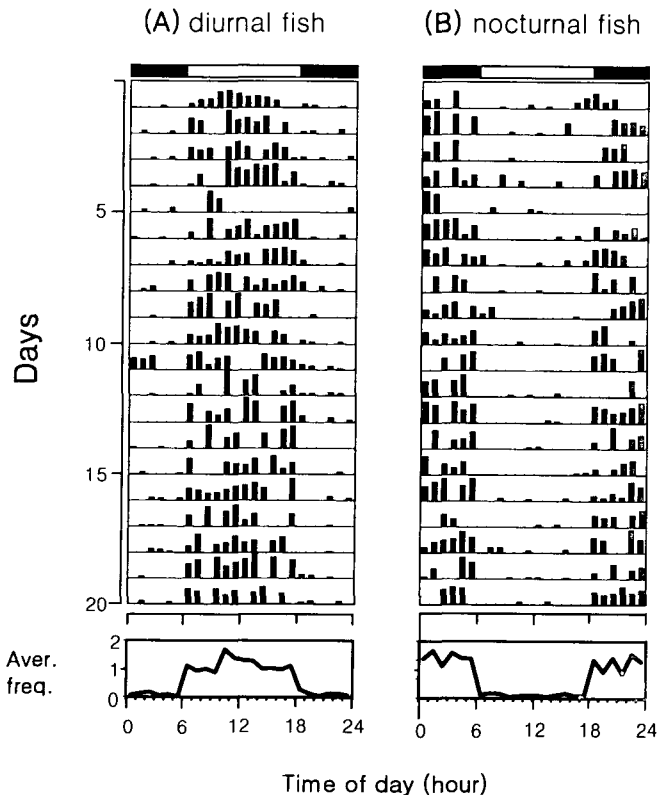 (A) diurnal fish
(B) nocturnal fish
Days
5
10
15
20
Aver.
freq.
2
1
0
0 6 12 18 24
0 6 12 18 24
Time of day (hour)